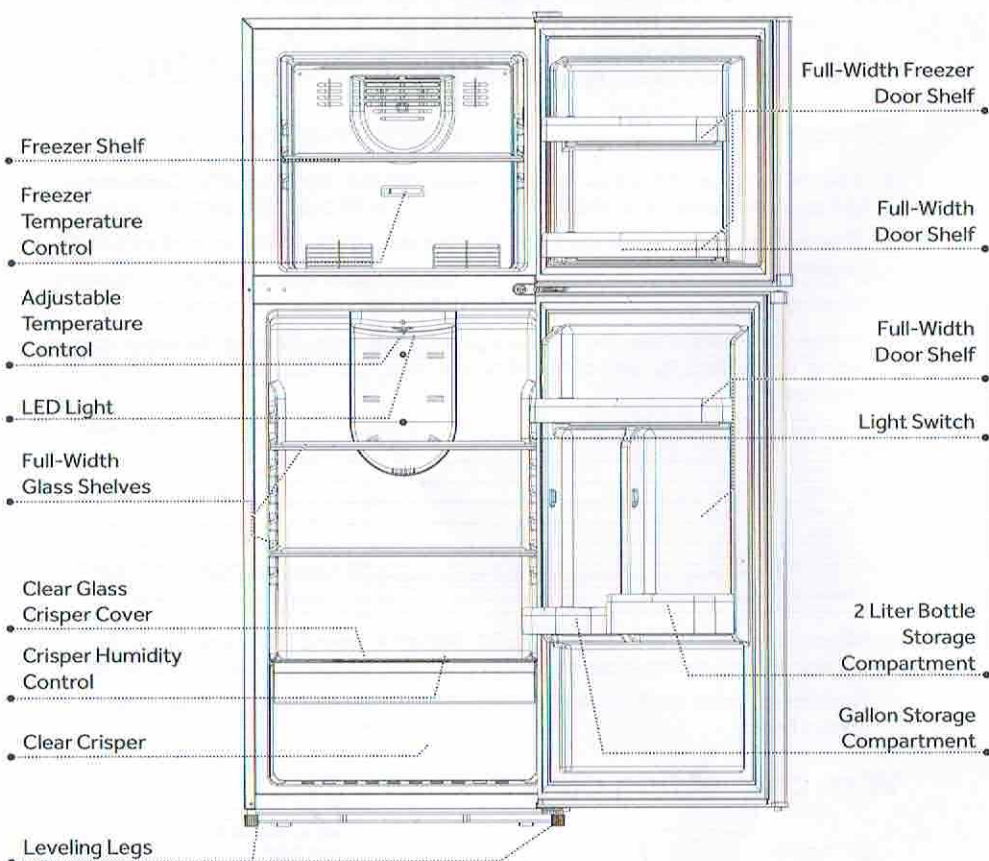 Freezer Shelf
Freezer
Temperature
Control
Adjustable
Temperature
Control
LED Light
Full-Width
Glass Shelves
Clear Glass
Crisper Cover
Crisper Humidity
Control
Clear Crisper
Leveling Legs
Full-Width Freezer
Door Shelf
Full-Width
Door Shelf
Full-Width
Door Shelf
Light Switch
2 Liter Bottle
Storage
Compartment
Gallon Storage
Compartment